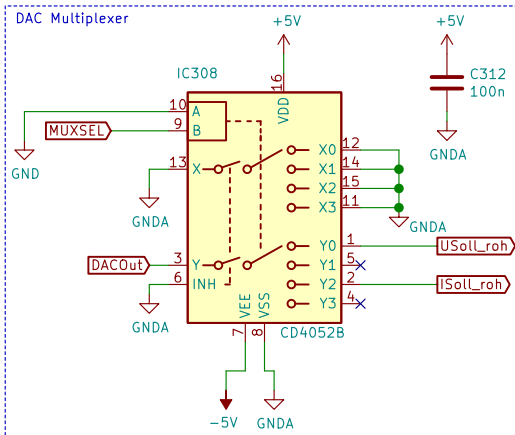 DAC Multiplexer
+5V
+5V
IC308
C312
100n
GNDA
16
VDD
10 A
MUXSEL 9 B
GND
13 X
GNDA
DACOut 3 Y
6 INH
GNDA
X0 12
X1 14
X2 15
X3 11
GNDA
Y0 1 USoll_roh
Y1 5
Y2 2 ISoll_roh
Y3 4
VEE
VSS
7
8
CD4052B
-5V
GNDA